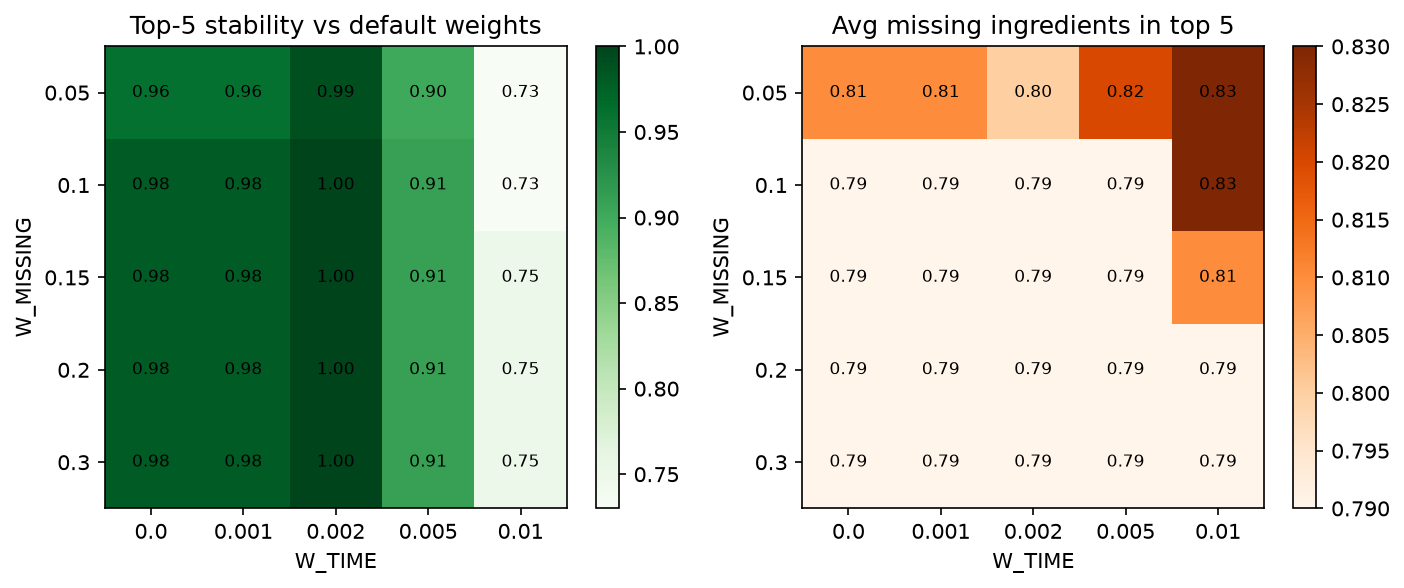 Top-5 stability vs default weights
W_MISSING
0.05 0.96 0.96 0.99 0.90 0.73
0.1 0.98 0.98 1.00 0.91 0.73
0.15 0.98 0.98 1.00 0.91 0.75
0.2 0.98 0.98 1.00 0.91 0.75
0.3 0.98 0.98 1.00 0.91 0.75
0.0 0.001 0.002 0.005 0.01
W_TIME
1.00
0.95
0.90
0.85
0.80
0.75
Avg missing ingredients in top 5
W_MISSING
0.05 0.81 0.81 0.80 0.82 0.83
0.1 0.79 0.79 0.79 0.79 0.83
0.15 0.79 0.79 0.79 0.79 0.81
0.2 0.79 0.79 0.79 0.79 0.79
0.3 0.79 0.79 0.79 0.79 0.79
0.0 0.001 0.002 0.005 0.01
W_TIME
0.830
0.825
0.820
0.815
0.810
0.805
0.800
0.795
0.790